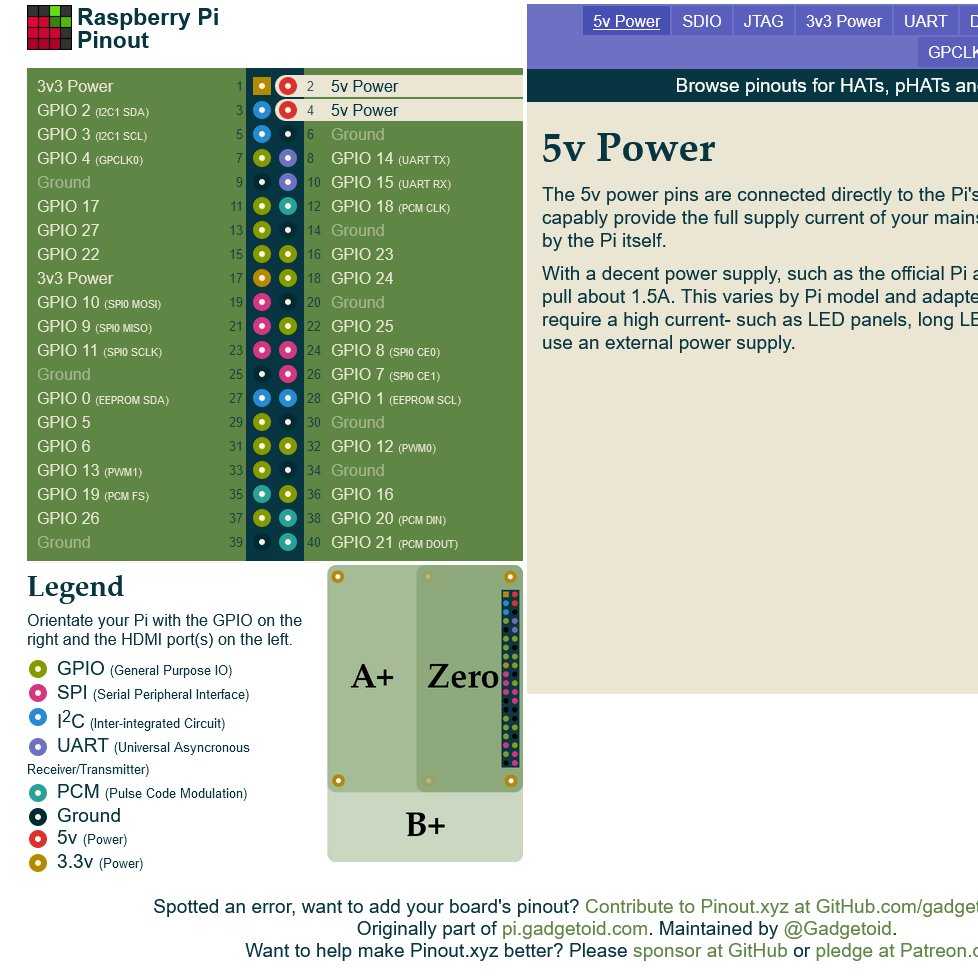 Raspberry Pi
Pinout
5v Power SDIO JTAG 3v3 Power UART
GPCLK
Browse pinouts for HATs, pHATs
3v3 Power 1 2 5v Power
GPIO 2 (I2C1 SDA) 3 4 5v Power
GPIO 3 (I2C1 SCL) 5 6 Ground
GPIO 4 (GPCLK0) 7 8 GPIO 14 (UART TX)
Ground 9 10 GPIO 15 (UART RX)
GPIO 17 11 12 GPIO 18 (PCM CLK)
GPIO 27 13 14 Ground
GPIO 22 15 16 GPIO 23
3v3 Power 17 18 GPIO 24
GPIO 10 (SPI0 MOSI) 19 20 Ground
GPIO 9 (SPI0 MISO) 21 22 GPIO 25
GPIO 11 (SPI0 SCLK) 23 24 GPIO 8 (SPI0 CE0)
Ground 25 26 GPIO 7 (SPI0 CE1)
GPIO 0 (EEPROM SDA) 27 28 GPIO 1 (EEPROM SCL)
GPIO 5 29 30 Ground
GPIO 6 31 32 GPIO 12 (PWM0)
GPIO 13 (PWM1) 33 34 Ground
GPIO 19 (PCM FS) 35 36 GPIO 16
GPIO 26 37 38 GPIO 20 (PCM DIN)
Ground 39 40 GPIO 21 (PCM DOUT)
5v Power
The 5v power pins are connected directly to the Pi's
capably provide the full supply current of your
by the Pi itself.
With a decent power supply, such as the official Pi
pull about 1.5A. This varies by Pi model and
require a high current- such as LED panels, long
use an external power supply.
Legend
Orientate your Pi with the GPIO on the
right and the HDMI port(s) on the left.
GPIO (General Purpose IO)
SPI (Serial Peripheral Interface)
I2C (Inter-integrated Circuit)
UART (Universal Asyncronous
Receiver/Transmitter)
PCM (Pulse Code Modulation)
Ground
5v (Power)
3.3v (Power)
A+ Zero
B+
Spotted an error, want to add your board's pinout? Contribute to Pinout.xyz at GitHub.com/gadget
Originally part of pi.gadgetoid.com. Maintained by @Gadgetoid.
Want to help make Pinout.xyz better? Please sponsor at GitHub or pledge at Patreon.